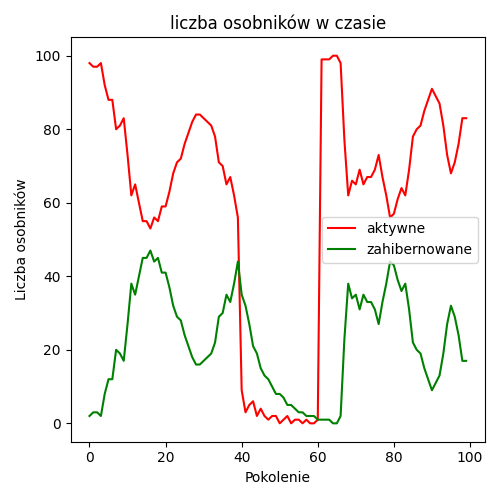 liczba osobników w czasie
Liczba osobników
100
80
60
40
20
0
aktywne
zahibernowane
0 20 40 60 80 100
Pokolenie